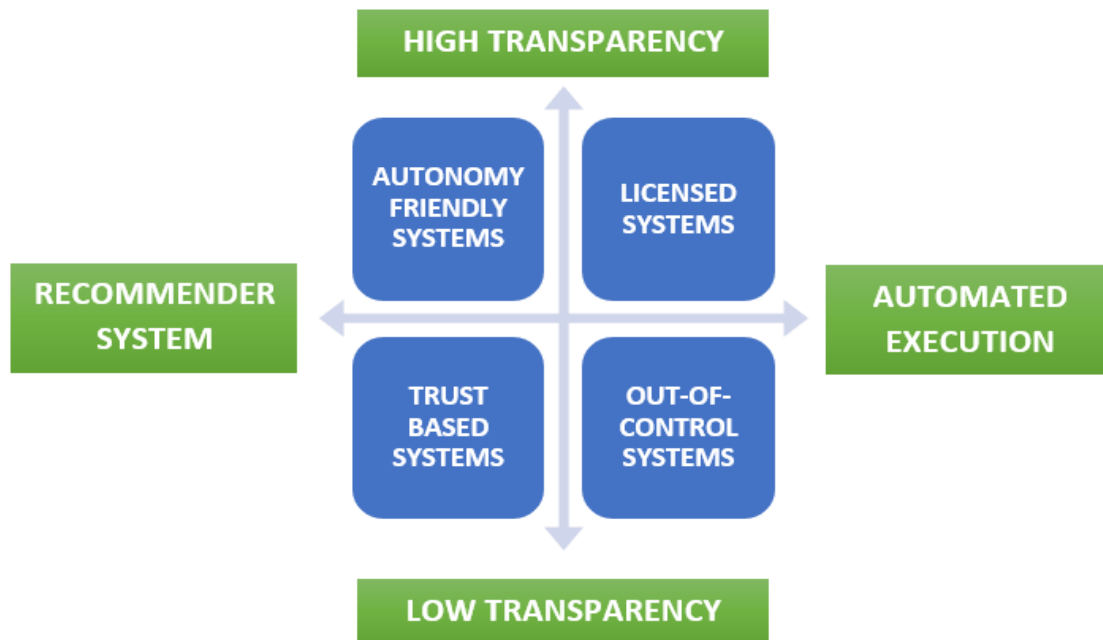 HIGH TRANSPARENCY
AUTONOMY
FRIENDLY
SYSTEMS
LICENSED
SYSTEMS
RECOMMENDER
SYSTEM
AUTOMATED
EXECUTION
TRUST
BASED
SYSTEMS
OUT-OF-
CONTROL
SYSTEMS
LOW TRANSPARENCY